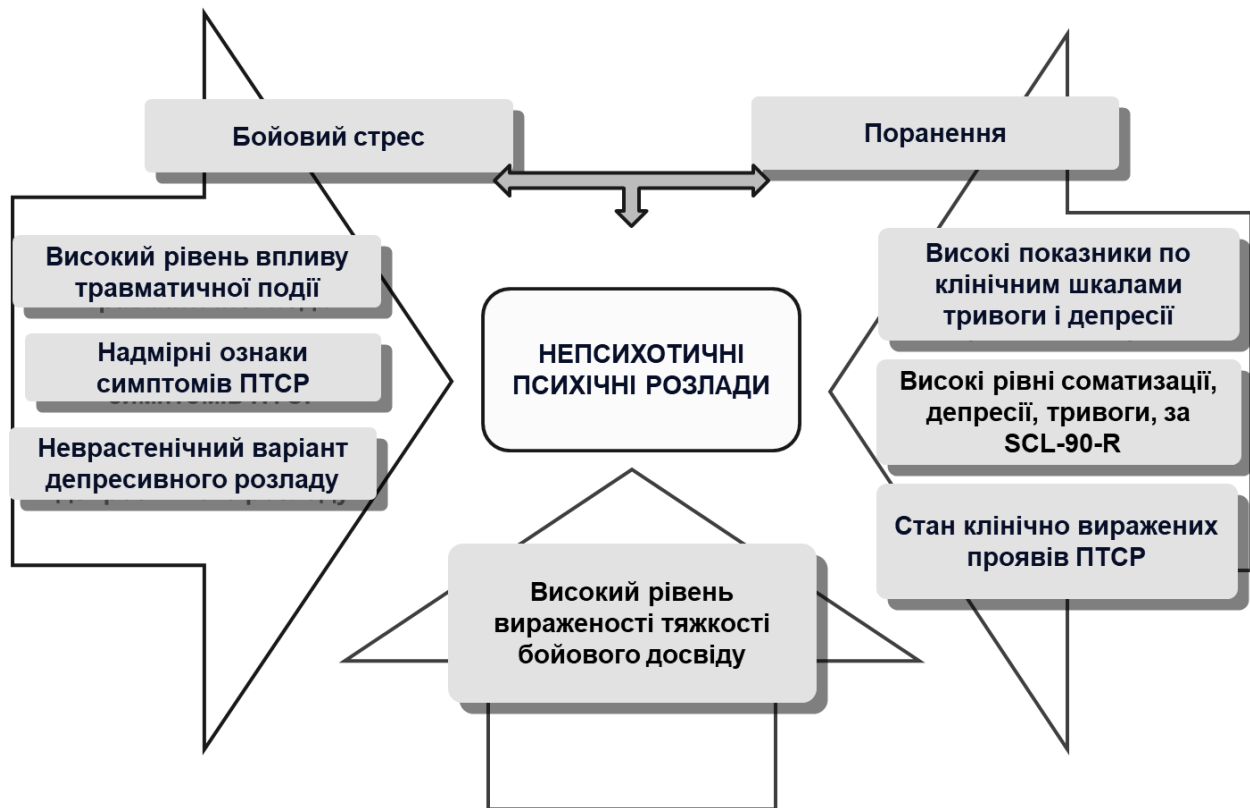 Бойовий стрес
Поранення
Високий рівень впливу
травматичної події
Надмірні ознаки
симптомів ПТСР
Неврастенічний варіант
депресивного розладу
НЕПСИХОТИЧНІ
ПСИХІЧНІ РОЗЛАДИ
Високі показники по
клінічним шкалами
тривоги і депресії
Високі рівні соматизації,
депресії, тривоги, за
SCL-90-R
Стан клінічно виражених
проявів ПТСР
Високий рівень
вираженості тяжкості
бойового досвіду